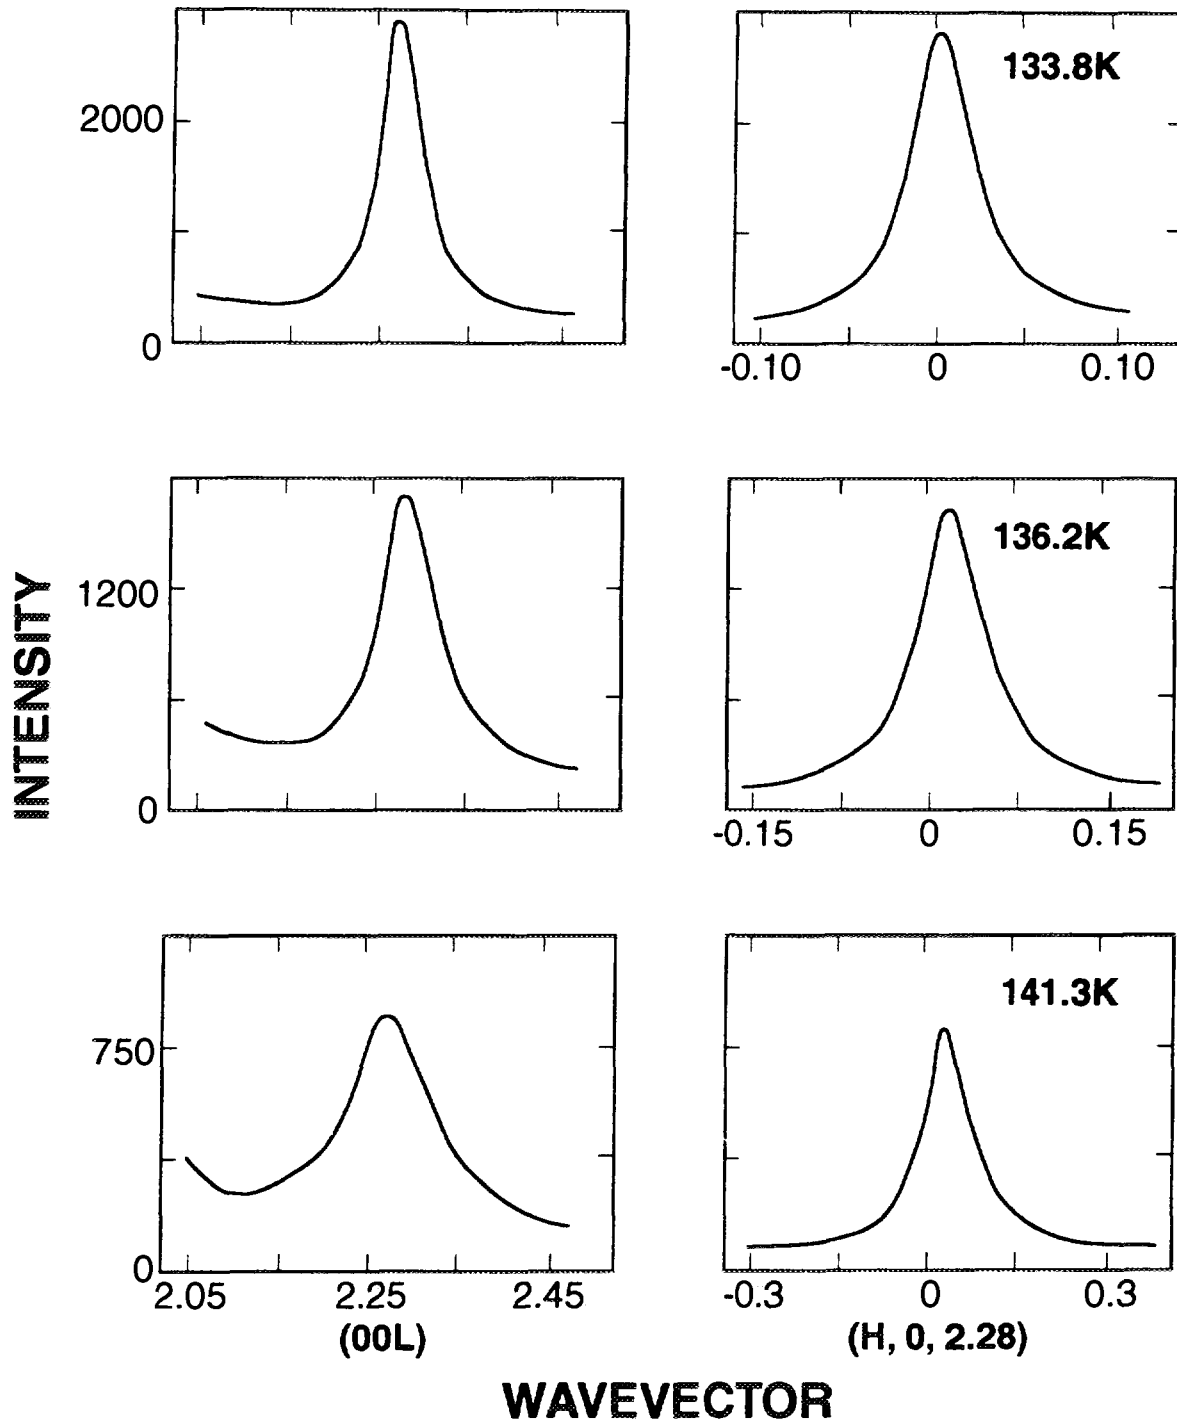 133.8K
2000
0
-0.10 0 0.10
136.2K
1200
0
-0.15 0 0.15
INTENSITY
141.3K
750
0
2.05 2.25 2.45
-0.3 0 0.3
(00L)
(H, 0, 2.28)
WAVEVECTOR